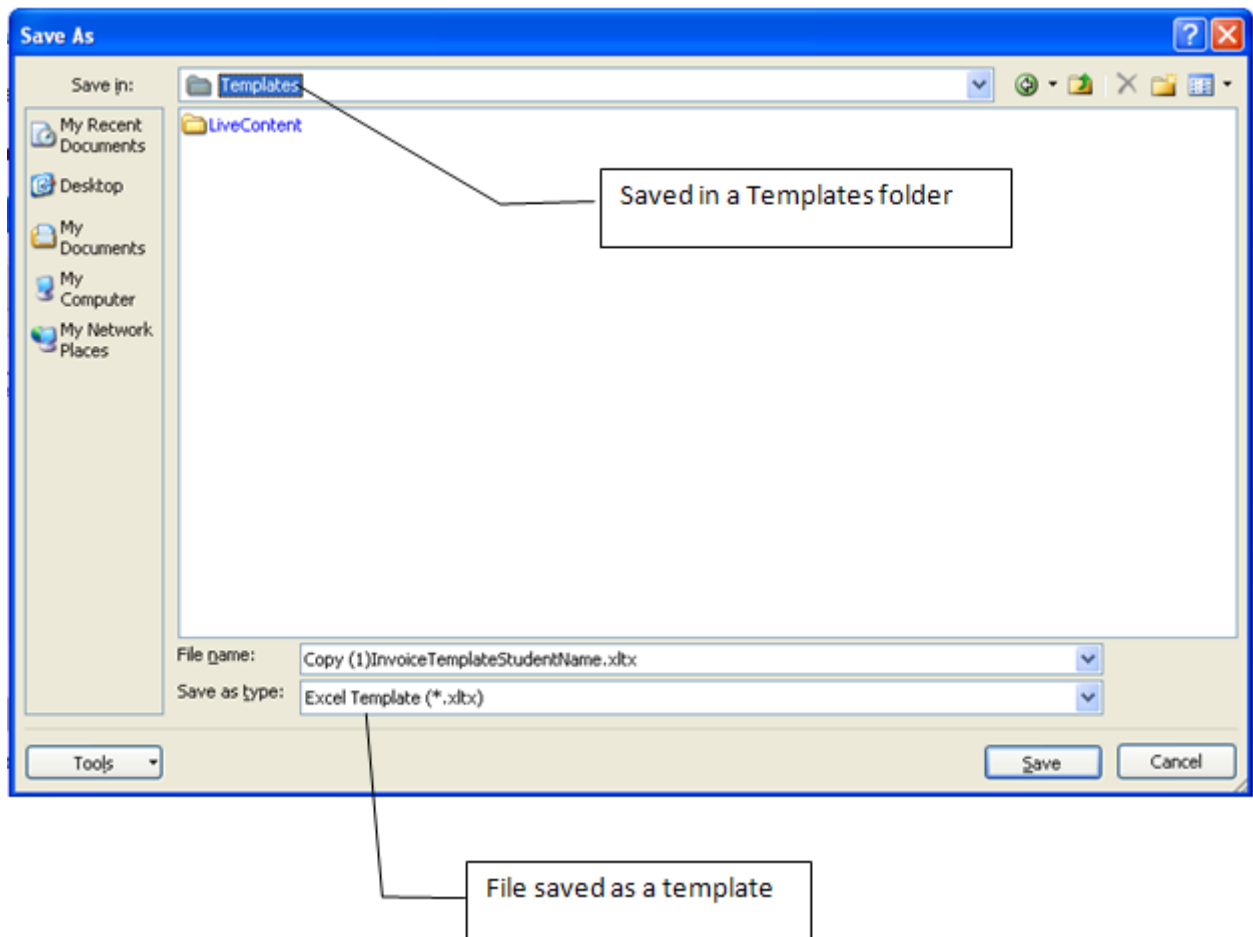 Save As
Save in:
Templates
My Recent
Documents
LiveContent
Desktop
Saved in a Templates folder
My
Documents
My
Computer
My Network
Places
File name:
Copy (1)InvoiceTemplateStudentName.xltx
Save as type:
Excel Template (*.xltx)
Tools
Save
Cancel
File saved as a template